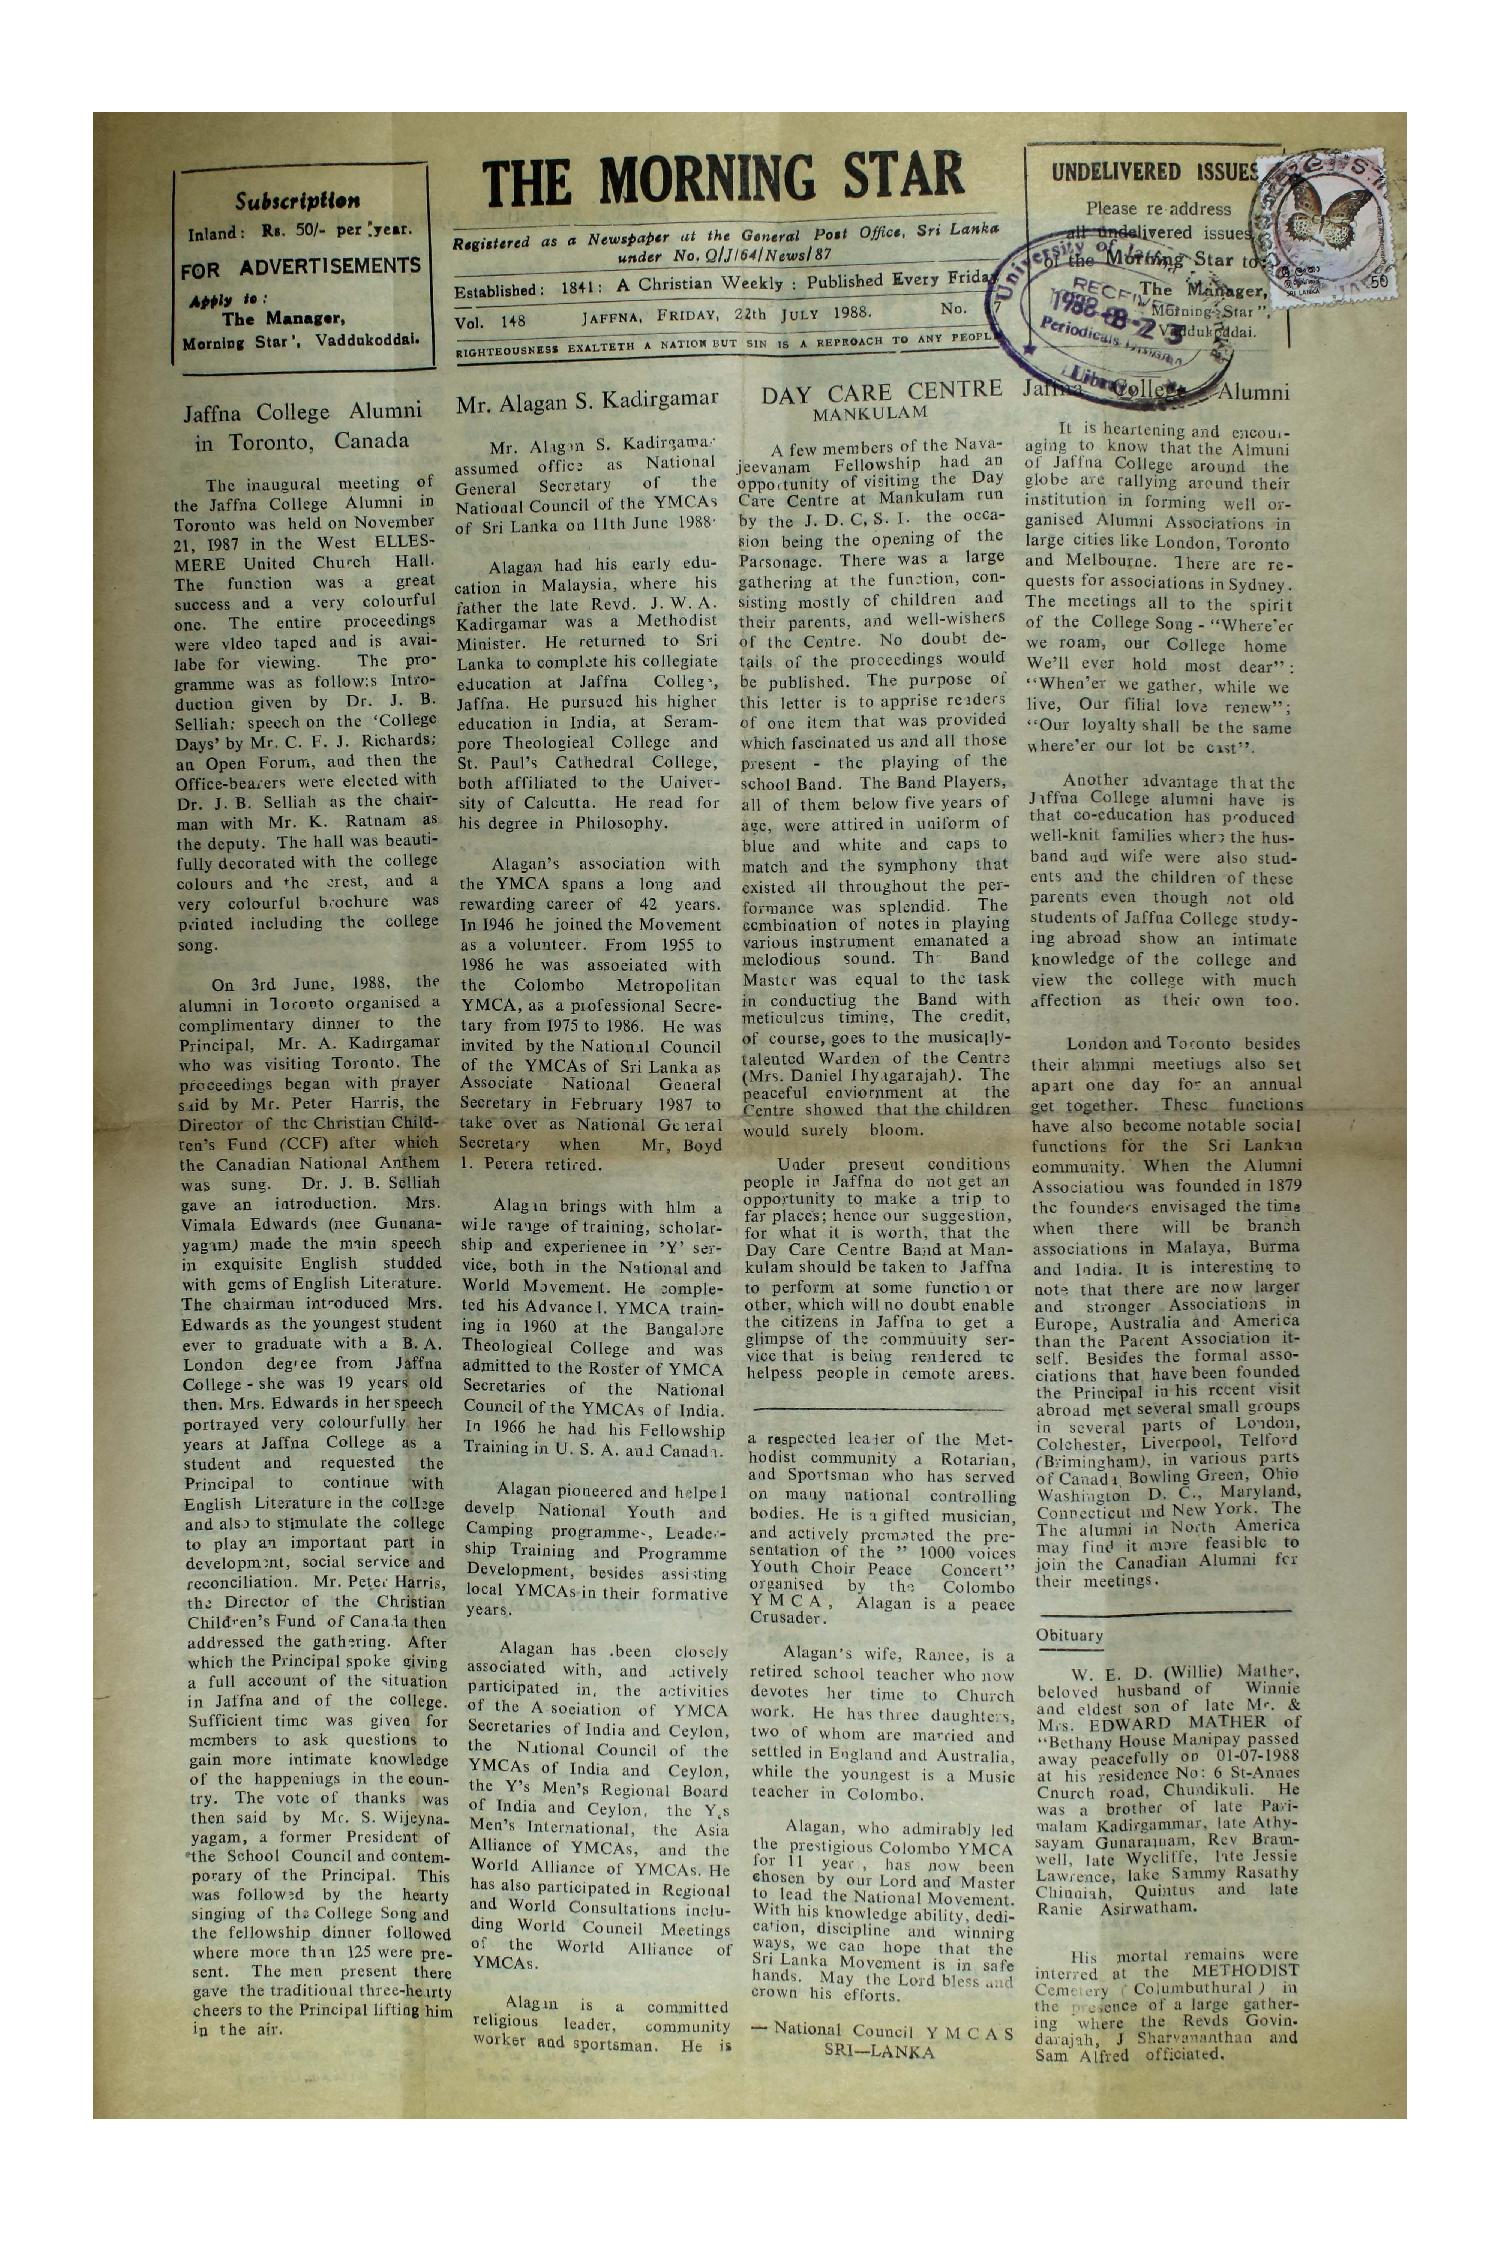 Subscription
Inland: Rs. 50/- per year.
FOR ADVERTISEMENTS
Apply to:
The Manager,
Morning Star', Vaddukoddai.
THE MORNING STAR
Registered as a Newspaper at the General Post Office, Sri Lanka
under No. Q/J/64/News/87
Established: 1841: A Christian Weekly: Published Every Friday
Vol. 148 JAFFNA, FRIDAY, 22th JULY 1988. No. 7
RIGHTEOUSNESS EXALTETH A NATION BUT SIN IS A REPROACH TO ANY PEOPL
UNDELIVERED ISSUES
Please re-address
all undelivered issues
of the Morning Star to:
The Manager,
Morning Star",
Vaddukoddai.
University of
RECEIVED
1988-8-23
Periodicals Division
Library
50
SRI LANKA
Jaffna College Alumni
in Toronto, Canada
The inaugural meeting of
the Jaffna College Alumni in
Toronto was held on November
21, 1987 in the West ELLES-
MERE United Church Hall.
The function was a great
success and a very colourful
one. The entire proceedings
were video taped and is avai-
labe for viewing. The pro-
gramme was as follow:s Intro-
duction given by Dr. J. B.
Selliah; speech on the 'College
Days' by Mr. C. F. J. Richards;
an Open Forum, and then the
Office-bearers were elected with
Dr. J. B. Selliah as the chair-
man with Mr. K. Ratnam as
the deputy. The hall was beauti-
fully decorated with the college
colours and the crest, and a
very colourful brochure was
printed including the college
song.
On 3rd June, 1988, the
alumni in Toronto organised a
complimentary dinner to the
Principal, Mr. A. Kadirgamar
who was visiting Toronto. The
proceedings began with prayer
said by Mr. Peter Harris, the
Director of the Christian Child-
ren's Fund (CCF) after which
the Canadian National Anthem
was sung. Dr. J. B. Selliah
gave an introduction. Mrs.
Vimala Edwards (nee Gunana-
yagam) made the main speech
in exquisite English studded
with gems of English Literature.
The chairman introduced Mrs.
Edwards as the youngest student
ever to graduate with a B. A.
London degree from Jaffna
College - she was 19 years old
then. Mrs. Edwards in her speech
portrayed very colourfully her
years at Jaffna College as a
student and requested the
Principal to continue with
English Literature in the college
and also to stimulate the college
to play an important part in
development, social service and
reconciliation. Mr. Peter Harris,
the Director of the Christian
Children's Fund of Canada then
addressed the gathering. After
which the Principal spoke giving
a full account of the situation
in Jaffna and of the college.
Sufficient time was given for
members to ask questions to
gain more intimate knowledge
of the happenings in the coun-
try. The vote of thanks was
then said by Mr. S. Wijeyna-
yagam, a former President of
the School Council and contem-
porary of the Principal. This
was followed by the hearty
singing of the College Song and
the fellowship dinner followed
where more than 125 were pre-
sent. The men present there
gave the traditional three-hearty
cheers to the Principal lifting him
in the air.
Mr. Alagan S. Kadirgamar
Mr. Alagan S. Kadirgamar
assumed office as National
General Secretary of the
National Council of the YMCAs
of Sri Lanka on 11th June 1988·
Alagan had his early edu-
cation in Malaysia, where his
father the late Revd. J. W. A.
Kadirgamar was a Methodist
Minister. He returned to Sri
Lanka to complete his collegiate
education at Jaffna College,
Jaffna. He pursued his higher
education in India, at Seram-
pore Theologieal College and
St. Paul's Cathedral College,
both affiliated to the Univer-
sity of Calcutta. He read for
his degree in Philosophy.
Alagan's association with
the YMCA spans a long and
rewarding career of 42 years.
In 1946 he joined the Movement
as a volunteer. From 1955 to
1986 he was associated with
the Colombo Metropolitan
YMCA, as a professional Secre-
tary from 1975 to 1986. He was
invited by the National Council
of the YMCAs of Sri Lanka as
Associate National General
Secretary in February 1987 to
take over as National General
Secretary when Mr, Boyd
I. Perera retired.
Alagan brings with him a
wide range of training, scholar-
ship and experienee in 'Y' ser-
vice, both in the National and
World Movement. He comple-
ted his Advanced. YMCA train-
ing in 1960 at the Bangalore
Theological College and was
admitted to the Roster of YMCA
Secretaries of the National
Council of the YMCAs of India.
In 1966 he had his Fellowship
Training in U. S. A. and Canada.
Alagan pioneered and helped
develp National Youth and
Camping programmes, Leader-
ship Training and Programme
Development, besides assisting
local YMCAs in their formative
years.
Alagan has .been closely
associated with, and actively
participated in, the activities
of the A sociation of YMCA
Secretaries of India and Ceylon,
the National Council of the
YMCAs of India and Ceylon,
the Y's Men's Regional Board
of India and Ceylon, the Y,s
Men's International, the Asia
Alliance of YMCAs, and the
World Alliance of YMCAs. He
has also participated in Regional
and World Consultations inclu-
ding World Council Meetings
of the World Alliance of
YMCAs.
Alagan is a committed
religious leader, community
worker and sportsman. He is
DAY CARE CENTRE
MANKULAM
A few members of the Nava-
jeevanam Fellowship had an
opportunity of visiting the Day
Care Centre at Mankulam run
by the J. D. C, S. I. the occa-
sion being the opening of the
Parsonage. There was a large
gathering at the function, con-
sisting mostly of children and
their parents, and well-wishers
of the Centre. No doubt de-
tails of the proceedings would
be published. The purpose of
this letter is to apprise readers
of one item that was provided
which fascinated us and all those
present - the playing of the
school Band. The Band Players,
all of them below five years of
age, were attired in uniform of
blue and white and caps to
match and the symphony that
existed all throughout the per-
formance was splendid. The
combination of notes in playing
various instrument emanated a
melodious sound. The Band
Master was equal to the task
in conductiug the Band with
meticulous timing, The credit,
of course, goes to the musically-
talented Warden of the Centre
(Mrs. Daniel Thyagarajah). The
peaceful enviornment at the
Centre showed that the children
would surely bloom.
Under present conditions
people in Jaffna do not get an
opportunity to make a trip to
far places; hence our suggestion,
for what it is worth, that the
Day Care Centre Band at Man-
kulam should be taken to Jaffna
to perform at some function or
other, which will no doubt enable
the citizens in Jaffna to get a
glimpse of the commuuity ser-
vice that is being rendered to
helpess people in remote areas.
a respected leader of the Met-
hodist community a Rotarian,
and Sportsman who has served
on many national controlling
bodies. He is a gifted musician,
and actively promoted the pre-
sentation of the " 1000 voices
Youth Choir Peace Concert"
organised by the Colombo
YMCA, Alagan is a peace
Crusader.
Alagan's wife, Ranee, is a
retired school teacher who now
devotes her time to Church
work. He has three daughters,
two of whom are married and
settled in England and Australia,
while the youngest is a Music
teacher in Colombo.
Alagan, who admirably led
the prestigious Colombo YMCA
for 11 year , has now been
chosen by our Lord and Master
to lead the National Movement.
With his knowledge ability, dedi-
cation, discipline and winning
ways, we can hope that the
Sri Lanka Movement is in safe
hands. May the Lord bless and
crown his efforts.
— National Council Y M C A S
SRI—LANKA
Jaffna College Alumni
It is heartening and encour-
aging to know that the Almuni
of Jaffna College around the
globe are rallying around their
institution in forming well or-
ganised Alumni Associations in
large cities like London, Toronto
and Melbourne. There are re-
quests for associations in Sydney.
The meetings all to the spirit
of the College Song - "Where'er
we roam, our College home
We'll ever hold most dear" :
"When'er we gather, while we
live, Our filial love renew";
"Our loyalty shall be the same
where'er our lot be cast".
Another advantage that the
Jaffna College alumni have is
that co-education has produced
well-knit families where the hus-
band and wife were also stud-
ents and the children of these
parents even though not old
students of Jaffna College study-
ing abroad show an intimate
knowledge of the college and
view the college with much
affection as their own too.
London and Toronto besides
their alumni meetiugs also set
apart one day for an annual
get together. These functions
have also become notable social
functions for the Sri Lankan
community. When the Alumni
Associatiou was founded in 1879
the founders envisaged the time
when there will be branch
associations in Malaya, Burma
and India. It is interesting to
note that there are now larger
and stronger Associations in
Europe, Australia and America
than the Parent Association it-
self. Besides the formal asso-
ciations that have been founded
the Principal in his recent visit
abroad met several small groups
in several parts of London,
Colchester, Liverpool, Telford
(Brimingham), in various parts
of Canada Bowling Green, Ohio
Washington D. C., Maryland,
Connecticut and New York. The
The alumni in North America
may find it more feasible to
join the Canadian Alumni for
their meetings.
Obituary
W. E. D. (Willie) Mather,
beloved husband of Winnie
and eldest son of late Mr. &
Mrs. EDWARD MATHER of
"Bethany House Manipay passed
away peacefully on 01-07-1988
at his residence No: 6 St-Annes
Cnurch road, Chundikuli. He
was a brother of late Pari-
malam Kadirgammar, late Athy-
sayam Gunaratnam, Rev Bram-
well, late Wycliffe, late Jessie
Lawrence, lake Sammy Rasathy
Chinniah, Quintus and late
Ranie Asirwatham.
His mortal remains were
interred at the METHODIST
Cemetery ( Columbuthural ) in
the presence of a large gather-
ing where the Revds Govin-
darajah, J Sharvananthan and
Sam Alfred officiated.